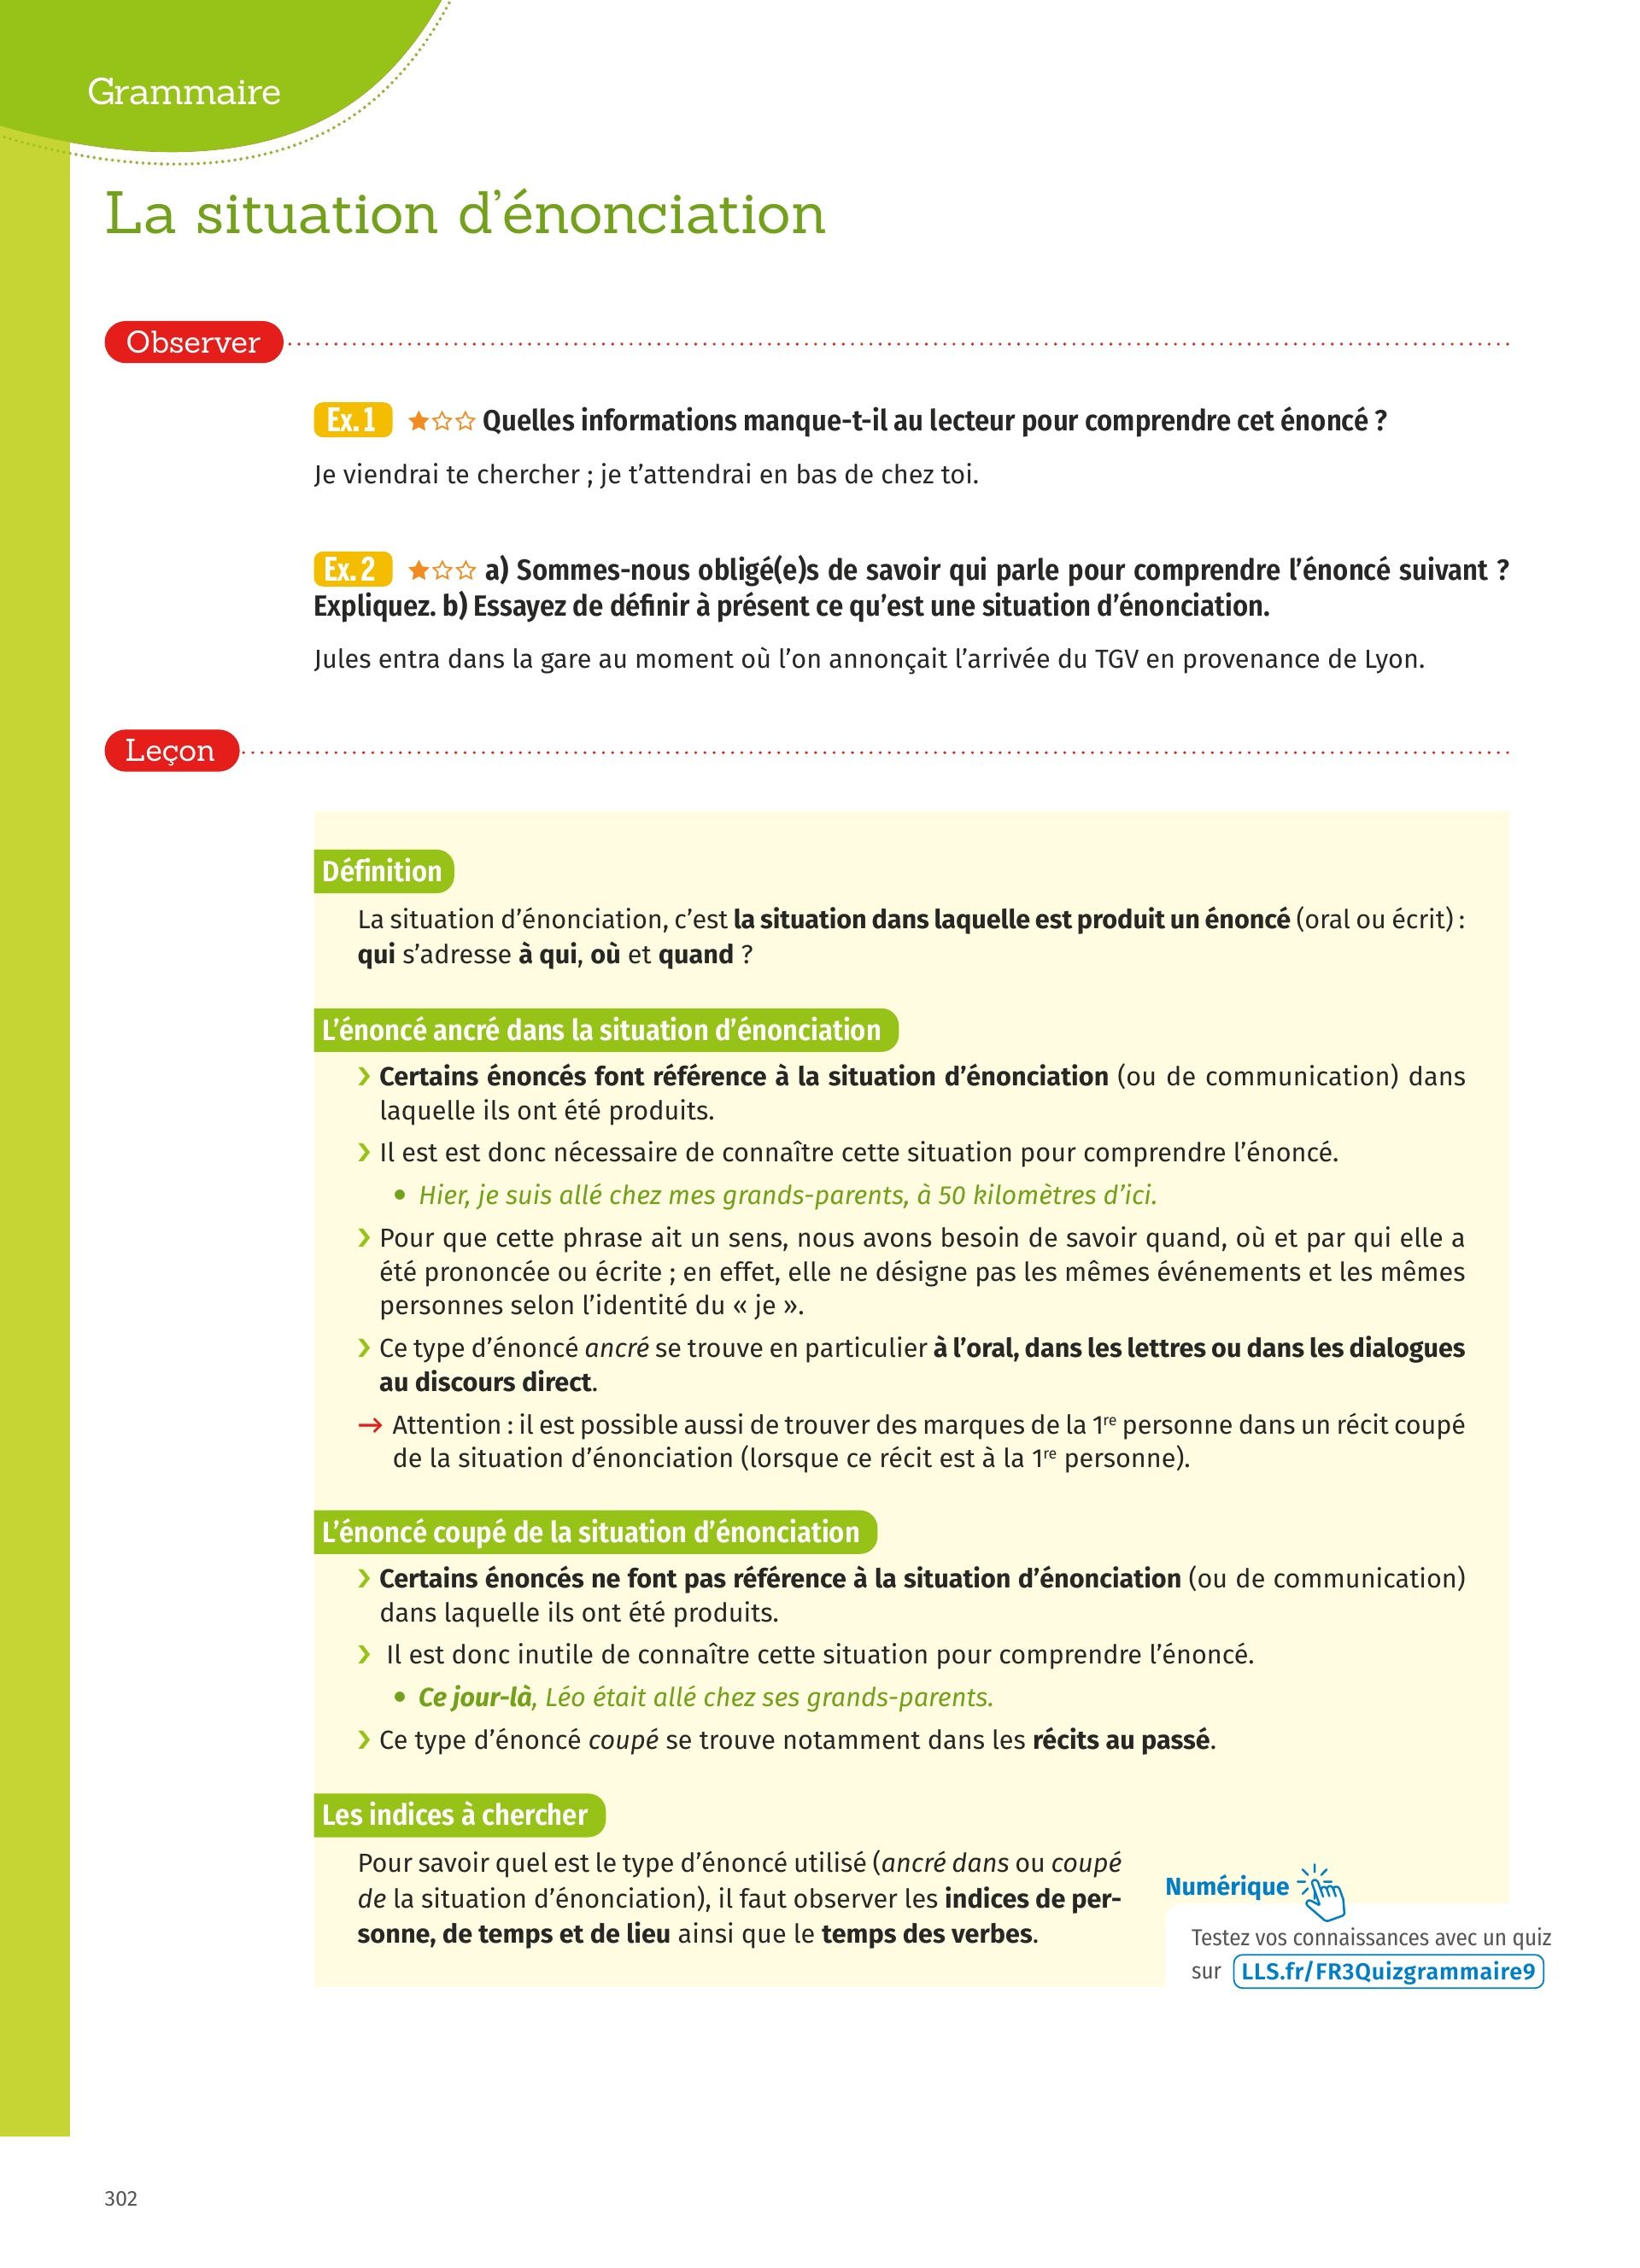 Grammaire
La situation d’énonciation
Observer
Ex. 1 ★☆☆ Quelles informations manque-t-il au lecteur pour comprendre cet énoncé ?
Je viendrai te chercher ; je t’attendrai en bas de chez toi.
Ex. 2 ★☆☆ a) Sommes-nous obligé(e)s de savoir qui parle pour comprendre l’énoncé suivant ?
Expliquez. b) Essayez de définir à présent ce qu’est une situation d’énonciation.
Jules entra dans la gare au moment où l’on annonçait l’arrivée du TGV en provenance de Lyon.
Leçon
Définition
La situation d’énonciation, c’est la situation dans laquelle est produit un énoncé (oral ou écrit) :
qui s’adresse à qui, où et quand ?
L’énoncé ancré dans la situation d’énonciation
› Certains énoncés font référence à la situation d’énonciation (ou de communication) dans
laquelle ils ont été produits.
› Il est est donc nécessaire de connaître cette situation pour comprendre l’énoncé.
• Hier, je suis allé chez mes grands-parents, à 50 kilomètres d’ici.
› Pour que cette phrase ait un sens, nous avons besoin de savoir quand, où et par qui elle a
été prononcée ou écrite ; en effet, elle ne désigne pas les mêmes événements et les mêmes
personnes selon l’identité du « je ».
› Ce type d’énoncé ancré se trouve en particulier à l’oral, dans les lettres ou dans les dialogues
au discours direct.
→ Attention : il est possible aussi de trouver des marques de la 1re personne dans un récit coupé
de la situation d’énonciation (lorsque ce récit est à la 1re personne).
L’énoncé coupé de la situation d’énonciation
› Certains énoncés ne font pas référence à la situation d’énonciation (ou de communication)
dans laquelle ils ont été produits.
› Il est donc inutile de connaître cette situation pour comprendre l’énoncé.
• Ce jour-là, Léo était allé chez ses grands-parents.
› Ce type d’énoncé coupé se trouve notamment dans les récits au passé.
Les indices à chercher
Pour savoir quel est le type d’énoncé utilisé (ancré dans ou coupé
de la situation d’énonciation), il faut observer les indices de per-
sonne, de temps et de lieu ainsi que le temps des verbes.
Numérique
Testez vos connaissances avec un quiz
sur LLS.fr/FR3Quizgrammaire9
302